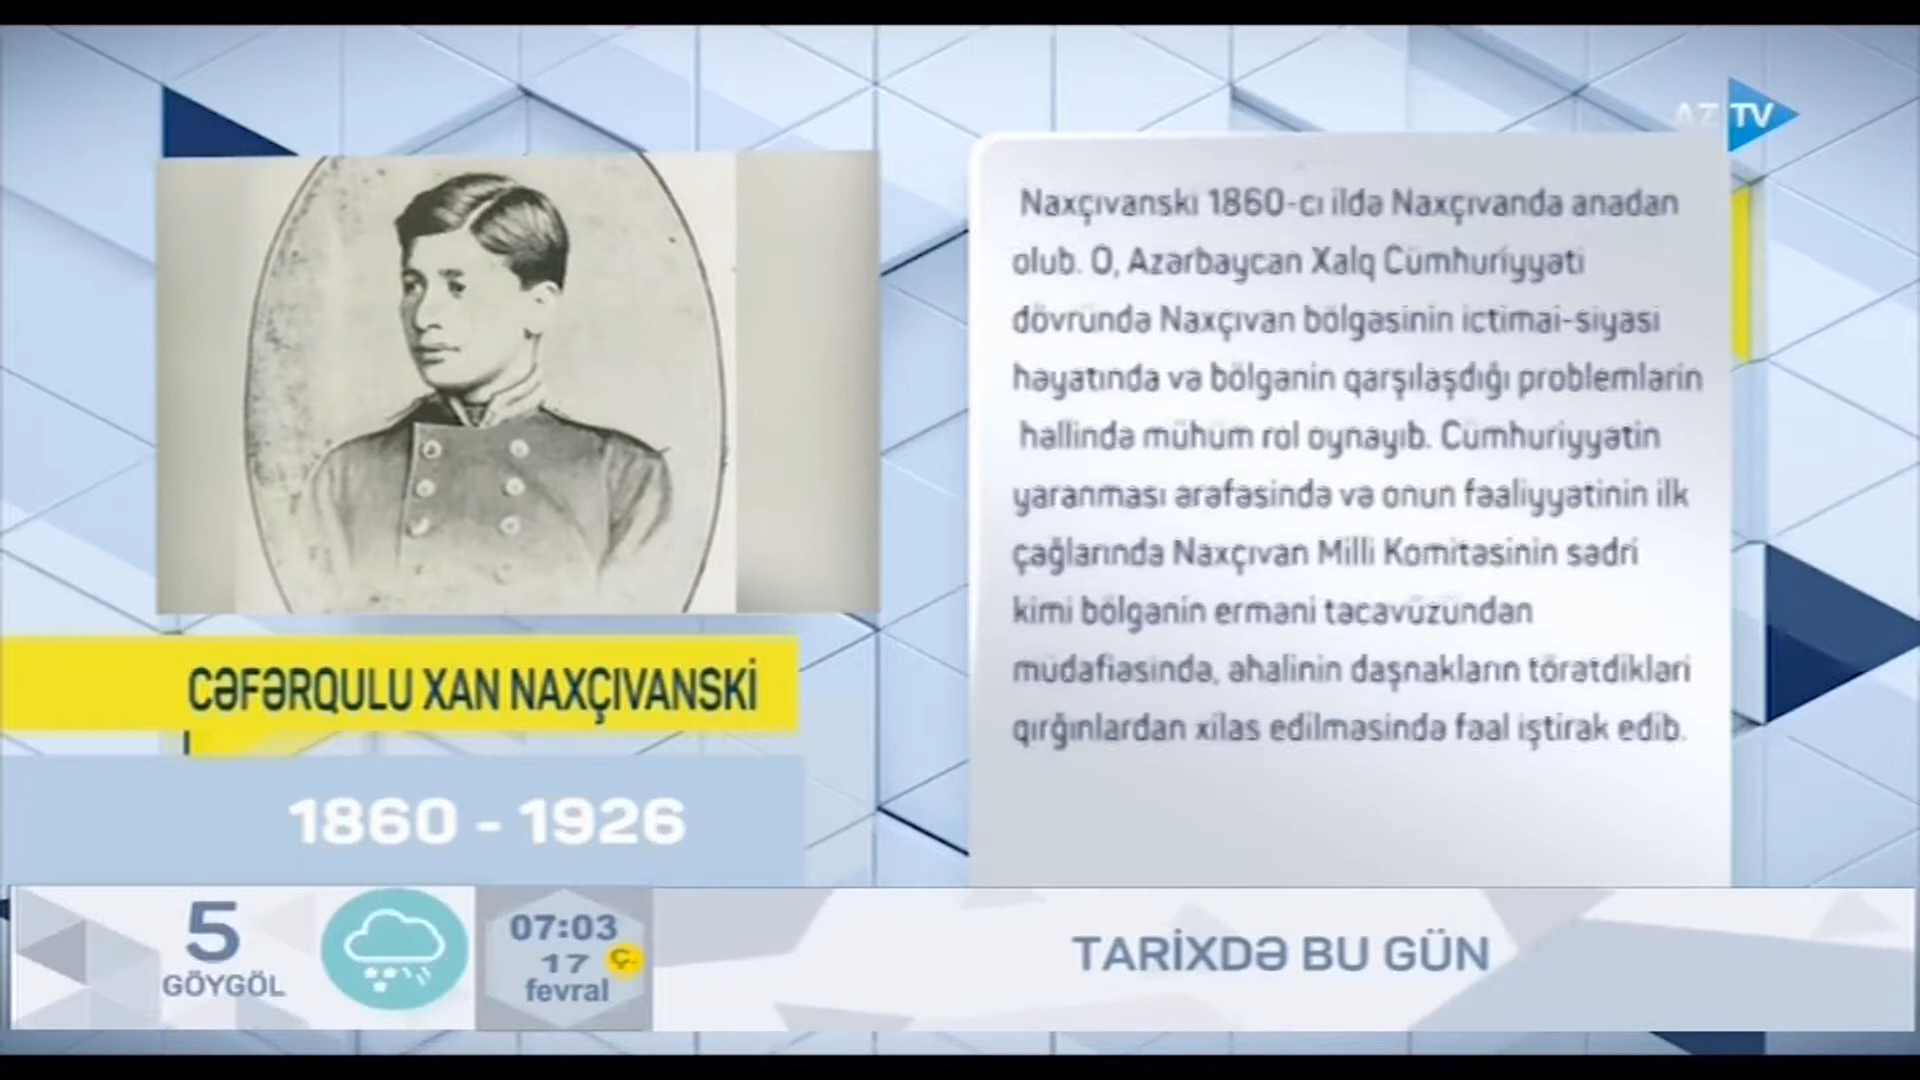 AZTV
Naxçıvanski 1860-cı ildə Naxçıvanda anadan
olub. O, Azərbaycan Xalq Cümhuriyyəti
dövründə Naxçıvan bölgəsinin ictimai-siyasi
həyatında və bölgənin qarşılaşdığı problemlərin
həllində mühüm rol oynayıb. Cümhuriyyətin
yaranması ərəfəsində və onun fəaliyyətinin ilk
çağlarında Naxçıvan Milli Komitəsinin sədri
kimi bölgənin erməni təcavüzündən
müdafiəsində, əhalinin daşnakların törətdikləri
qırğınlardan xilas edilməsində fəal iştirak edib.
CƏFƏRQULU XAN NAXÇIVANSKİ
1860 - 1926
5
GÖYGÖL
07:03
17 Ç.
fevral
TARİXDƏ BU GÜN